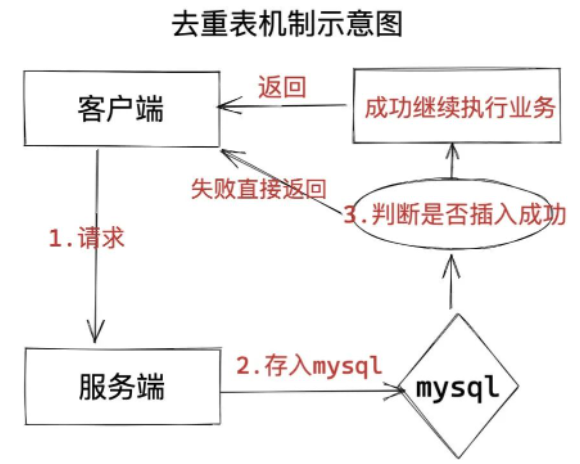 去重表机制示意图
客户端
返回
成功继续执行业务
失败直接返回
3.判断是否插入成功
1.请求
服务端
2.存入mysql
mysql